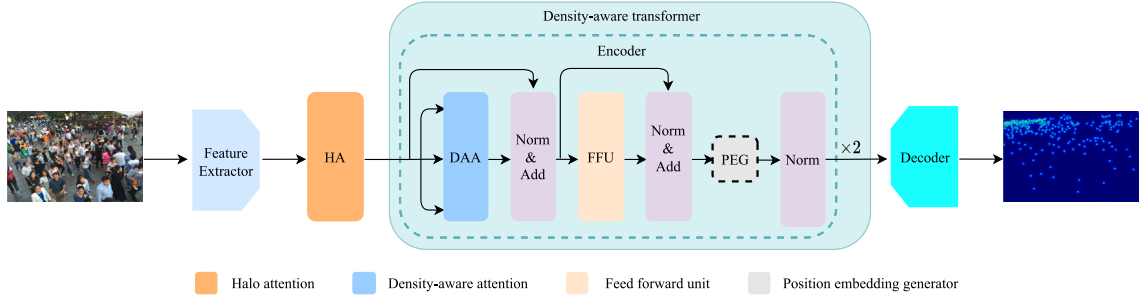 Density-aware transformer
Encoder
Feature
Extractor
HA
DAA
Norm
&
Add
FFU
Norm
&
Add
PEG
Norm
×2
Decoder
Halo attention
Density-aware attention
Feed forward unit
Position embedding generator